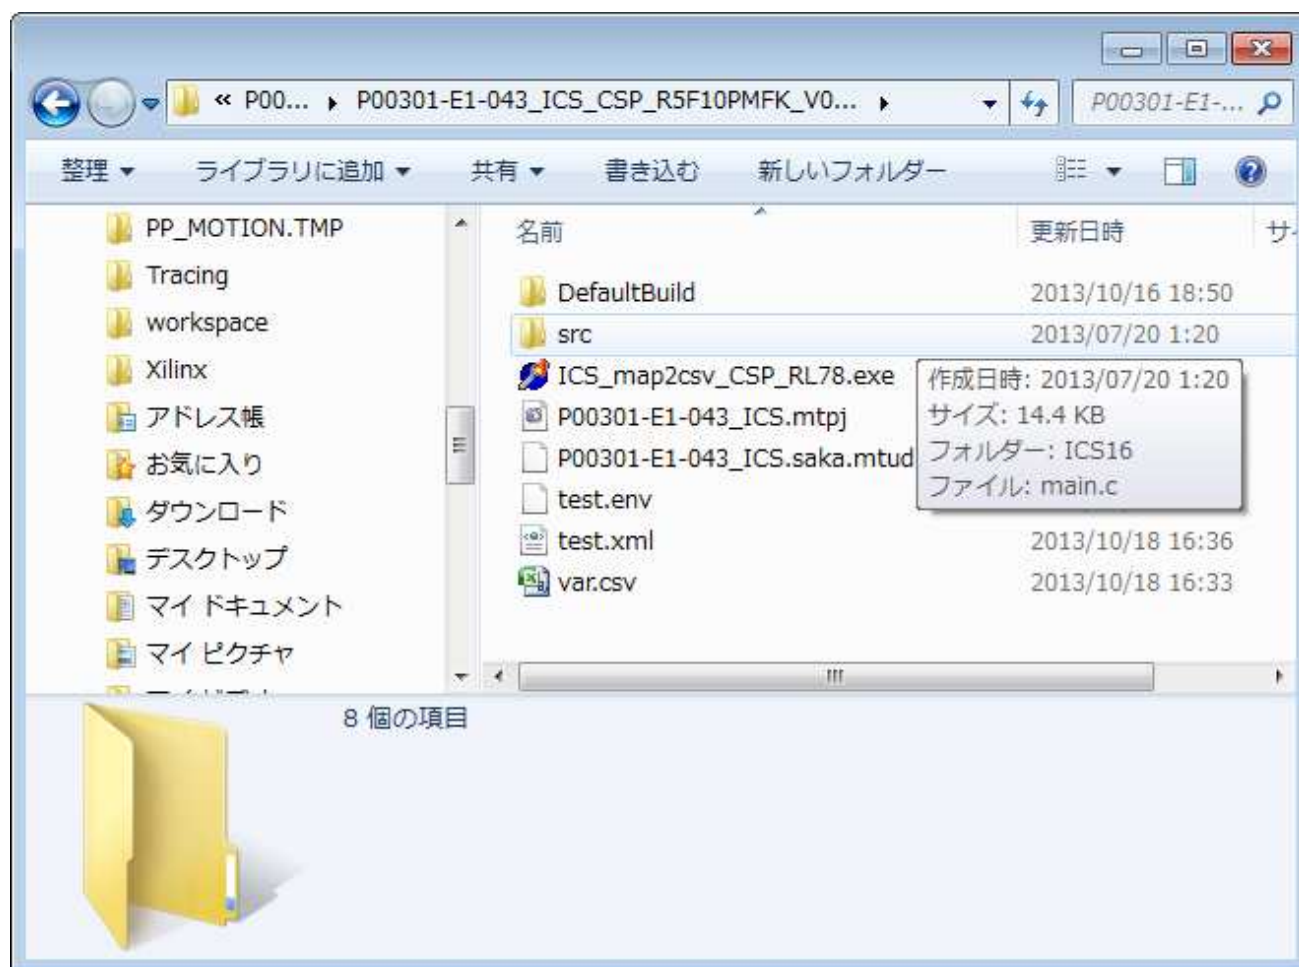 « P00... ▸ P00301-E1-043_ICS_CSP_R5F10PMFK_V0... ▸
P00301-E1-...
整理 ライブラリに追加 共有 書き込む 新しいフォルダー
PP_MOTION.TMP
Tracing
workspace
Xilinx
アドレス帳
お気に入り
ダウンロード
デスクトップ
マイ ドキュメント
マイ ピクチャ
名前 更新日時 サイ
DefaultBuild 2013/10/16 18:50
src 2013/07/20 1:20
ICS_map2csv_CSP_RL78.exe
P00301-E1-043_ICS.mtpj
P00301-E1-043_ICS.saka.mtud
test.env
test.xml 2013/10/18 16:36
var.csv 2013/10/18 16:33
作成日時: 2013/07/20 1:20
サイズ: 14.4 KB
フォルダー: ICS16
ファイル: main.c
8 個の項目